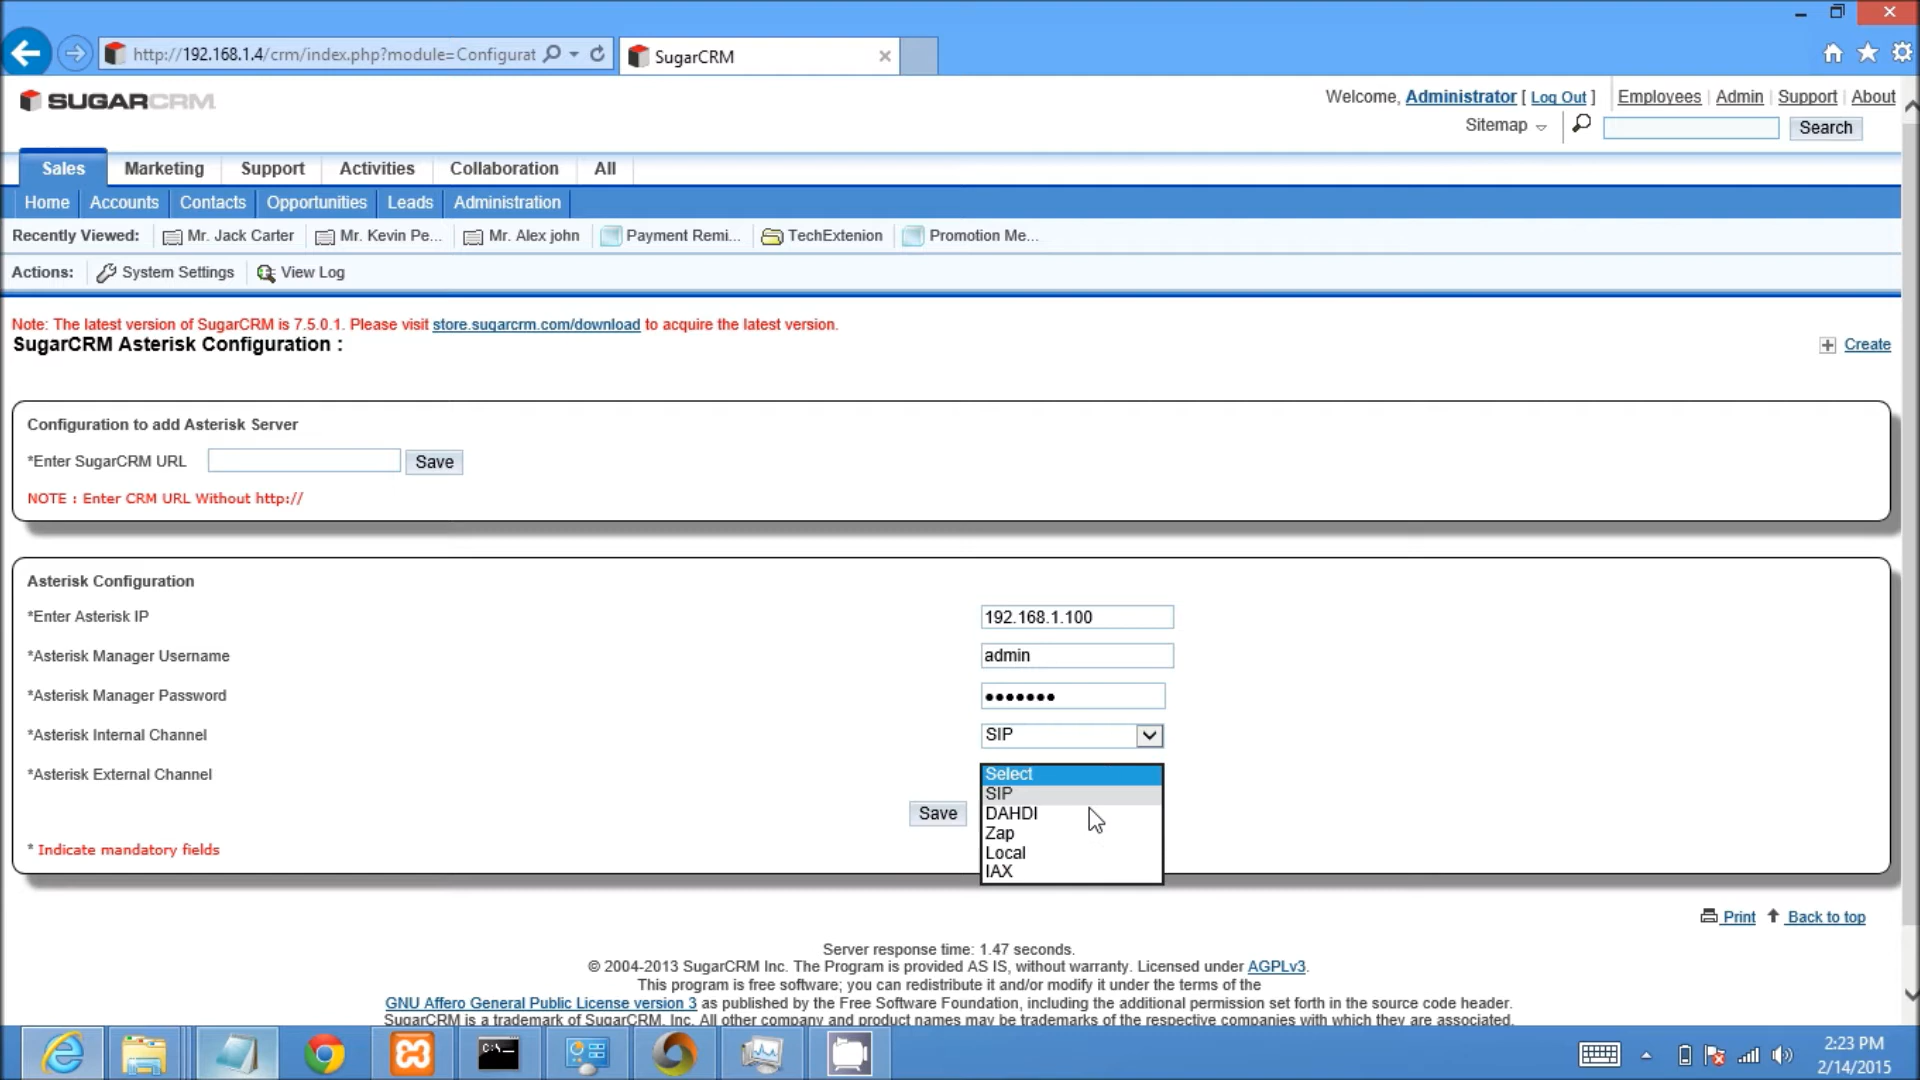 http://192.168.1.4/crm/index.php?module=Configurat
SugarCRM
SUGARCRM
Welcome, Administrator [ Log Out ] Employees | Admin | Support | About
Sitemap
Search
Sales Marketing Support Activities Collaboration All
Home Accounts Contacts Opportunities Leads Administration
Recently Viewed: Mr. Jack Carter Mr. Kevin Pe... Mr. Alex john Payment Remi... TechExtenion Promotion Me...
Actions: System Settings View Log
Note: The latest version of SugarCRM is 7.5.0.1. Please visit store.sugarcrm.com/download to acquire the latest version.
SugarCRM Asterisk Configuration :
Create
Configuration to add Asterisk Server
*Enter SugarCRM URL Save
NOTE : Enter CRM URL Without http://
Asterisk Configuration
*Enter Asterisk IP 192.168.1.100
*Asterisk Manager Username admin
*Asterisk Manager Password •••••••
*Asterisk Internal Channel SIP
*Asterisk External Channel Select
SIP
Save DAHDI
Zap
* Indicate mandatory fields Local
IAX
Print Back to top
Server response time: 1.47 seconds.
© 2004-2013 SugarCRM Inc. The Program is provided AS IS, without warranty. Licensed under AGPLv3.
This program is free software; you can redistribute it and/or modify it under the terms of the
GNU Affero General Public License version 3 as published by the Free Software Foundation, including the additional permission set forth in the source code header.
SugarCRM is a trademark of SugarCRM, Inc. All other company and product names may be trademarks of the respective companies with which they are associated.
C:\
2:23 PM
2/14/2015